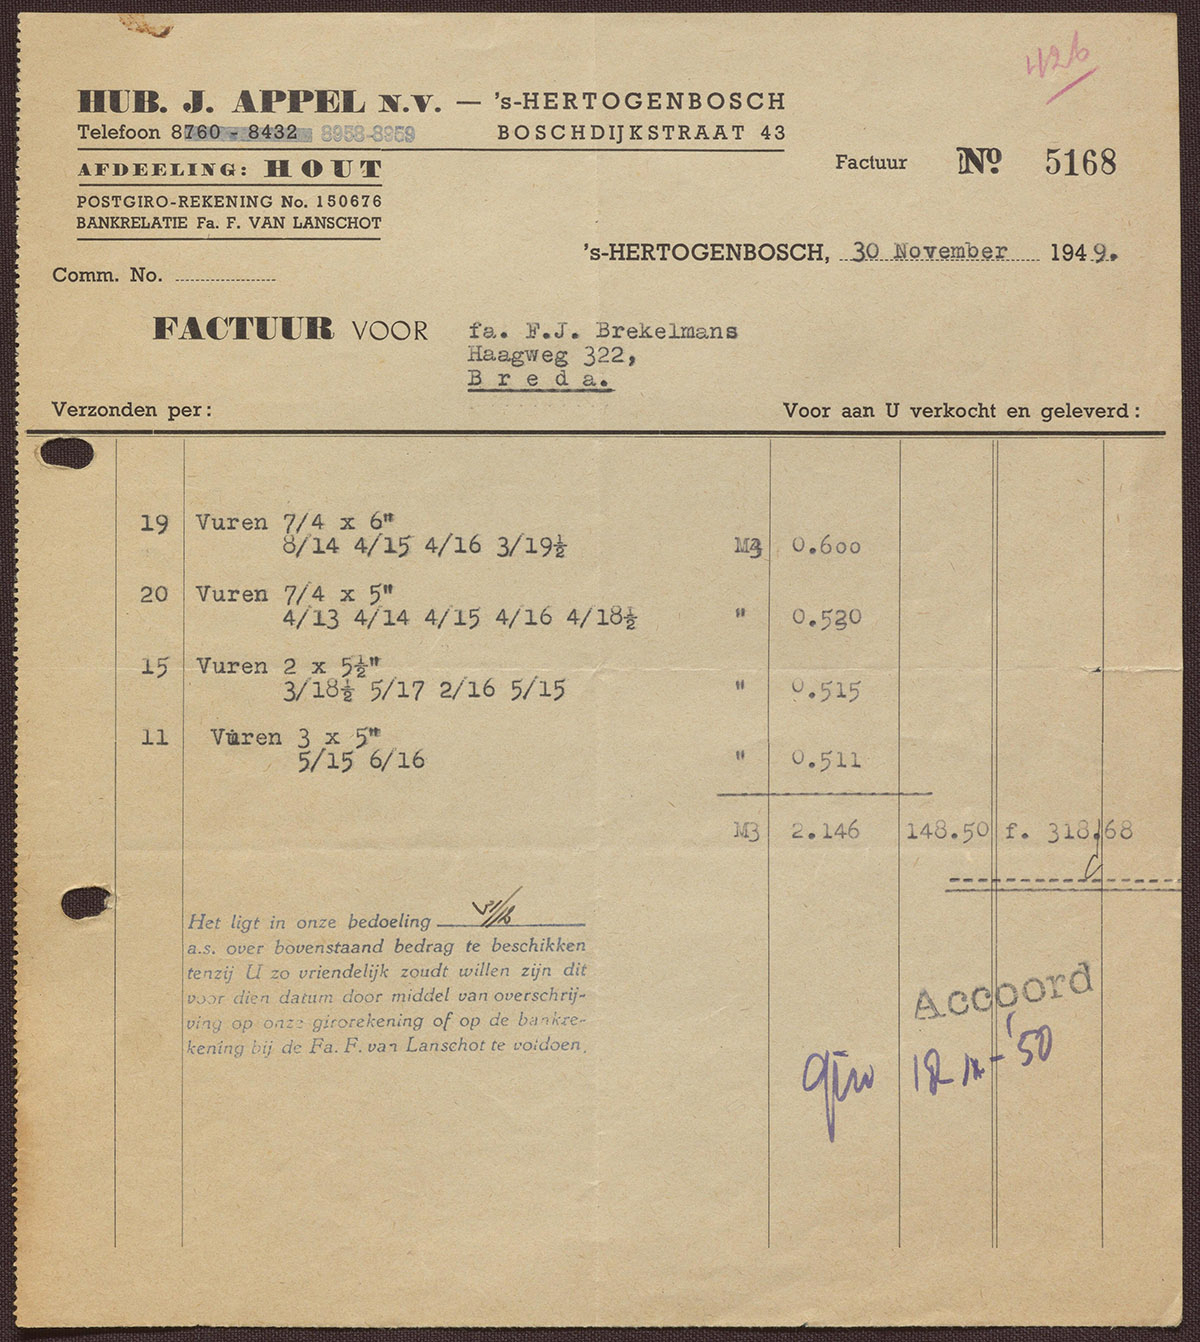 426
HUB. J. APPEL N.V. — 's-HERTOGENBOSCH
Telefoon 8760 - 8432 8958-8959 BOSCHDIJKSTRAAT 43
AFDEELING: HOUT
Factuur No 5168
POSTGIRO-REKENING No. 150676
BANKRELATIE Fa. F. VAN LANSCHOT
's-HERTOGENBOSCH, 30 November 1949.
Comm. No.
FACTUUR VOOR fa. F.J. Brekelmans
Haagweg 322,
Breda.
Verzonden per: Voor aan U verkocht en geleverd:
19 Vuren 7/4 x 6"
8/14 4/15 4/16 3/19½ M3 0.600
20 Vuren 7/4 x 5"
4/13 4/14 4/15 4/16 4/18½ " 0.520
15 Vuren 2 x 5½"
3/18½ 5/17 2/16 5/15 " 0.515
11 Vuren 3 x 5"
5/15 6/16 " 0.511
M3 2.146 148.50 f. 318.68
Het ligt in onze bedoeling
a.s. over bovenstaand bedrag te beschikken
tenzij U zo vriendelijk zoudt willen zijn dit
voor dien datum door middel van overschrij-
ving op onze girorekening of op de bankre-
kening bij de Fa. F. van Lanschot te voldoen.
Accoord
giro